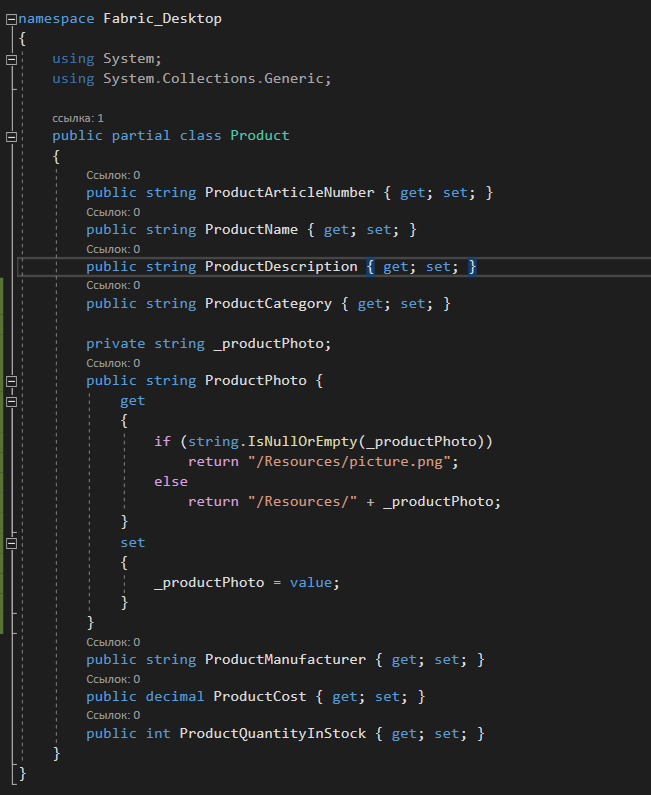 namespace Fabric_Desktop
{
using System;
using System.Collections.Generic;
ссылка: 1
public partial class Product
{
Ссылок: 0
public string ProductArticleNumber { get; set; }
Ссылок: 0
public string ProductName { get; set; }
Ссылок: 0
public string ProductDescription { get; set; }
Ссылок: 0
public string ProductCategory { get; set; }
private string _productPhoto;
Ссылок: 0
public string ProductPhoto {
get
{
if (string.IsNullOrEmpty(_productPhoto))
return "/Resources/picture.png";
else
return "/Resources/" + _productPhoto;
}
set
{
_productPhoto = value;
}
}
Ссылок: 0
public string ProductManufacturer { get; set; }
Ссылок: 0
public decimal ProductCost { get; set; }
Ссылок: 0
public int ProductQuantityInStock { get; set; }
}
}